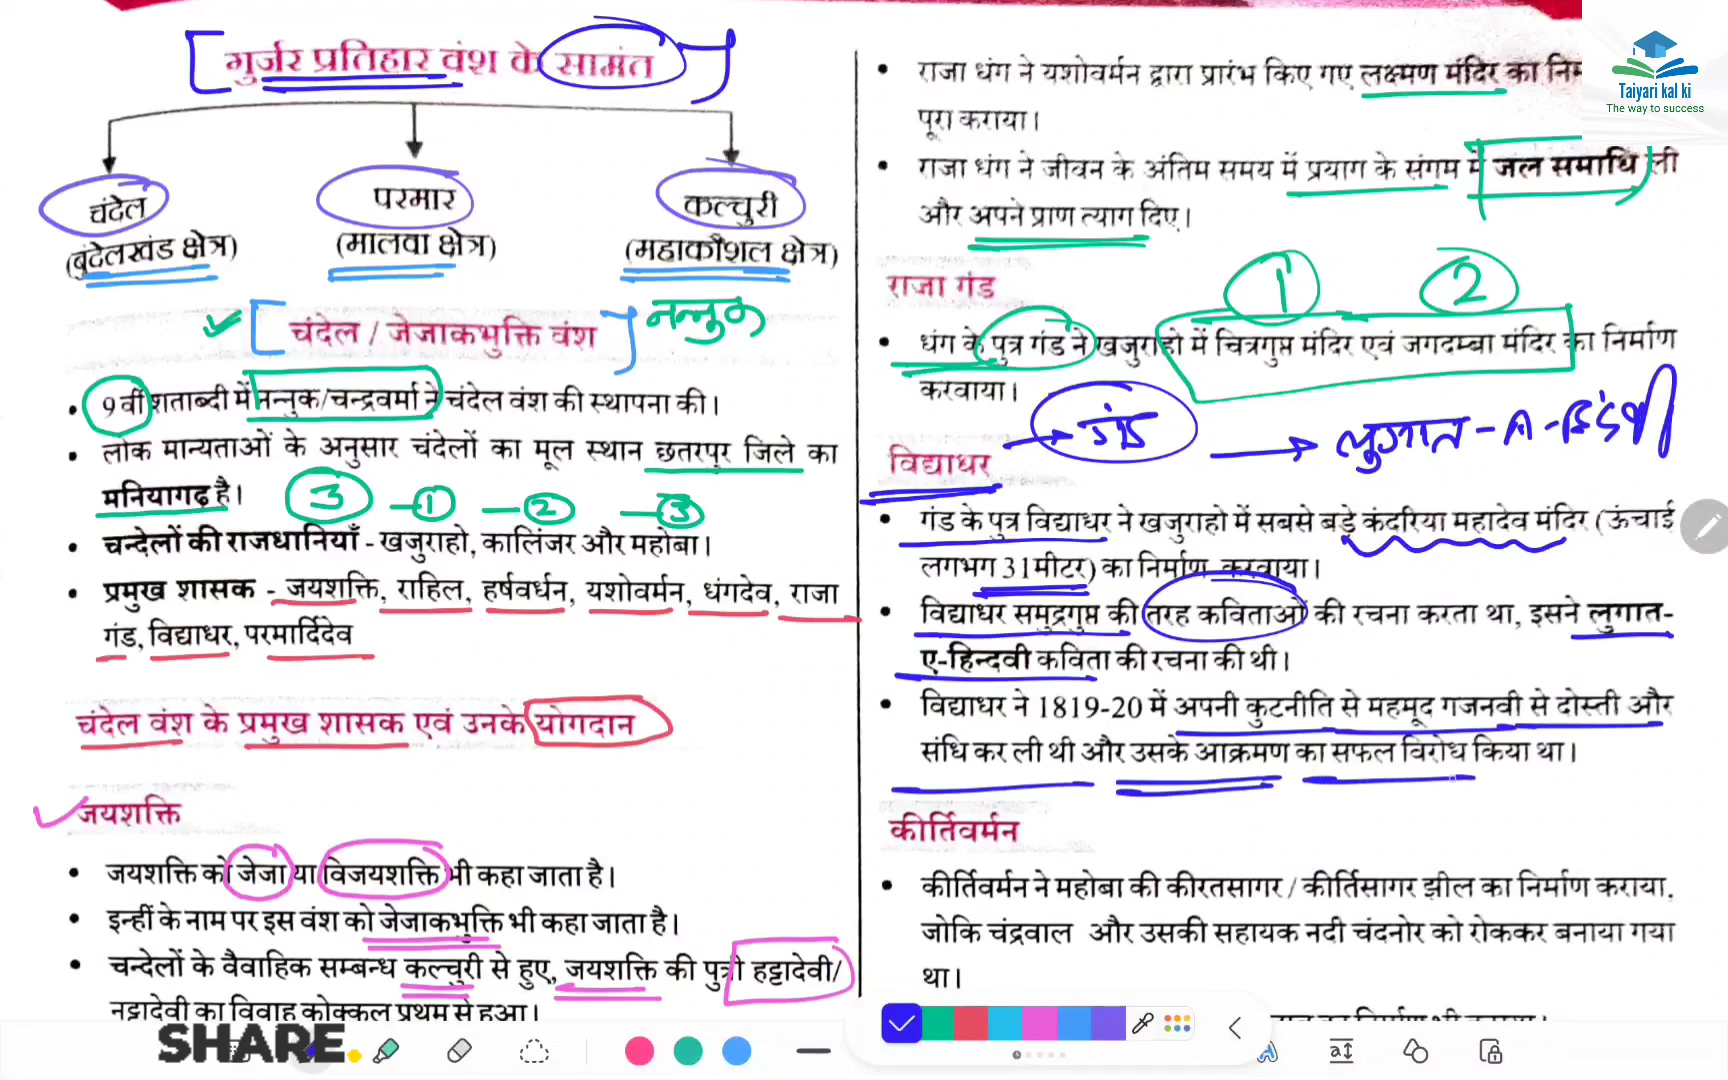 गुर्जर प्रतिहार वंश के सामंत
चंदेल
परमार
कल्चुरी
(बुंदेलखंड क्षेत्र)
(मालवा क्षेत्र)
(महाकौशल क्षेत्र)
चंदेल / जेजाकभुक्ति वंश
नन्नुक
• 9वीं शताब्दी में नन्नुक/चन्द्रवर्मा ने चंदेल वंश की स्थापना की।
• लोक मान्यताओं के अनुसार चंदेलों का मूल स्थान छतरपुर जिले का
मनियागढ़ है।
3 1 2 3
• चन्देलों की राजधानियाँ - खजुराहो, कालिंजर और महोबा।
• प्रमुख शासक - जयशक्ति, राहिल, हर्षवर्धन, यशोवर्मन, धंगदेव, राजा
गंड, विद्याधर, परमार्दिदेव
चंदेल वंश के प्रमुख शासक एवं उनके योगदान
जयशक्ति
• जयशक्ति को जेजा या विजयशक्ति भी कहा जाता है।
• इन्हीं के नाम पर इस वंश को जेजाकभुक्ति भी कहा जाता है।
• चन्देलों के वैवाहिक सम्बन्ध कल्चुरी से हुए, जयशक्ति की पुत्री हट्टादेवी/
नट्टादेवी का विवाह कोक्कल प्रथम से हुआ।
• राजा धंग ने यशोवर्मन द्वारा प्रारंभ किए गए लक्ष्मण मंदिर का
पूरा कराया।
• राजा धंग ने जीवन के अंतिम समय में प्रयाग के संगम में जल समाधि ली
और अपने प्राण त्याग दिए।
राजा गंड
1 2
• धंग के पुत्र गंड ने खजुराहो में चित्रगुप्त मंदिर एवं जगदम्बा मंदिर का निर्माण
करवाया।
गंड
विद्याधर
• गंड के पुत्र विद्याधर ने खजुराहो में सबसे बड़े कंदरिया महादेव मंदिर (ऊंचाई
लगभग 31मीटर) का निर्माण करवाया।
• विद्याधर समुद्रगुप्त की तरह कविताओं की रचना करता था, इसने लुगात-
ए-हिन्दवी कविता की रचना की थी।
• विद्याधर ने 1819-20 में अपनी कुटनीति से महमूद गजनवी से दोस्ती और
संधि कर ली थी और उसके आक्रमण का सफल विरोध किया था।
कीर्तिवर्मन
• कीर्तिवर्मन ने महोबा की कीरतसागर / कीर्तिसागर झील का निर्माण कराया,
जोकि चंद्रवाल और उसकी सहायक नदी चंदनोर को रोककर बनाया गया
था।
Taiyari kal ki
The way to success
SHARE